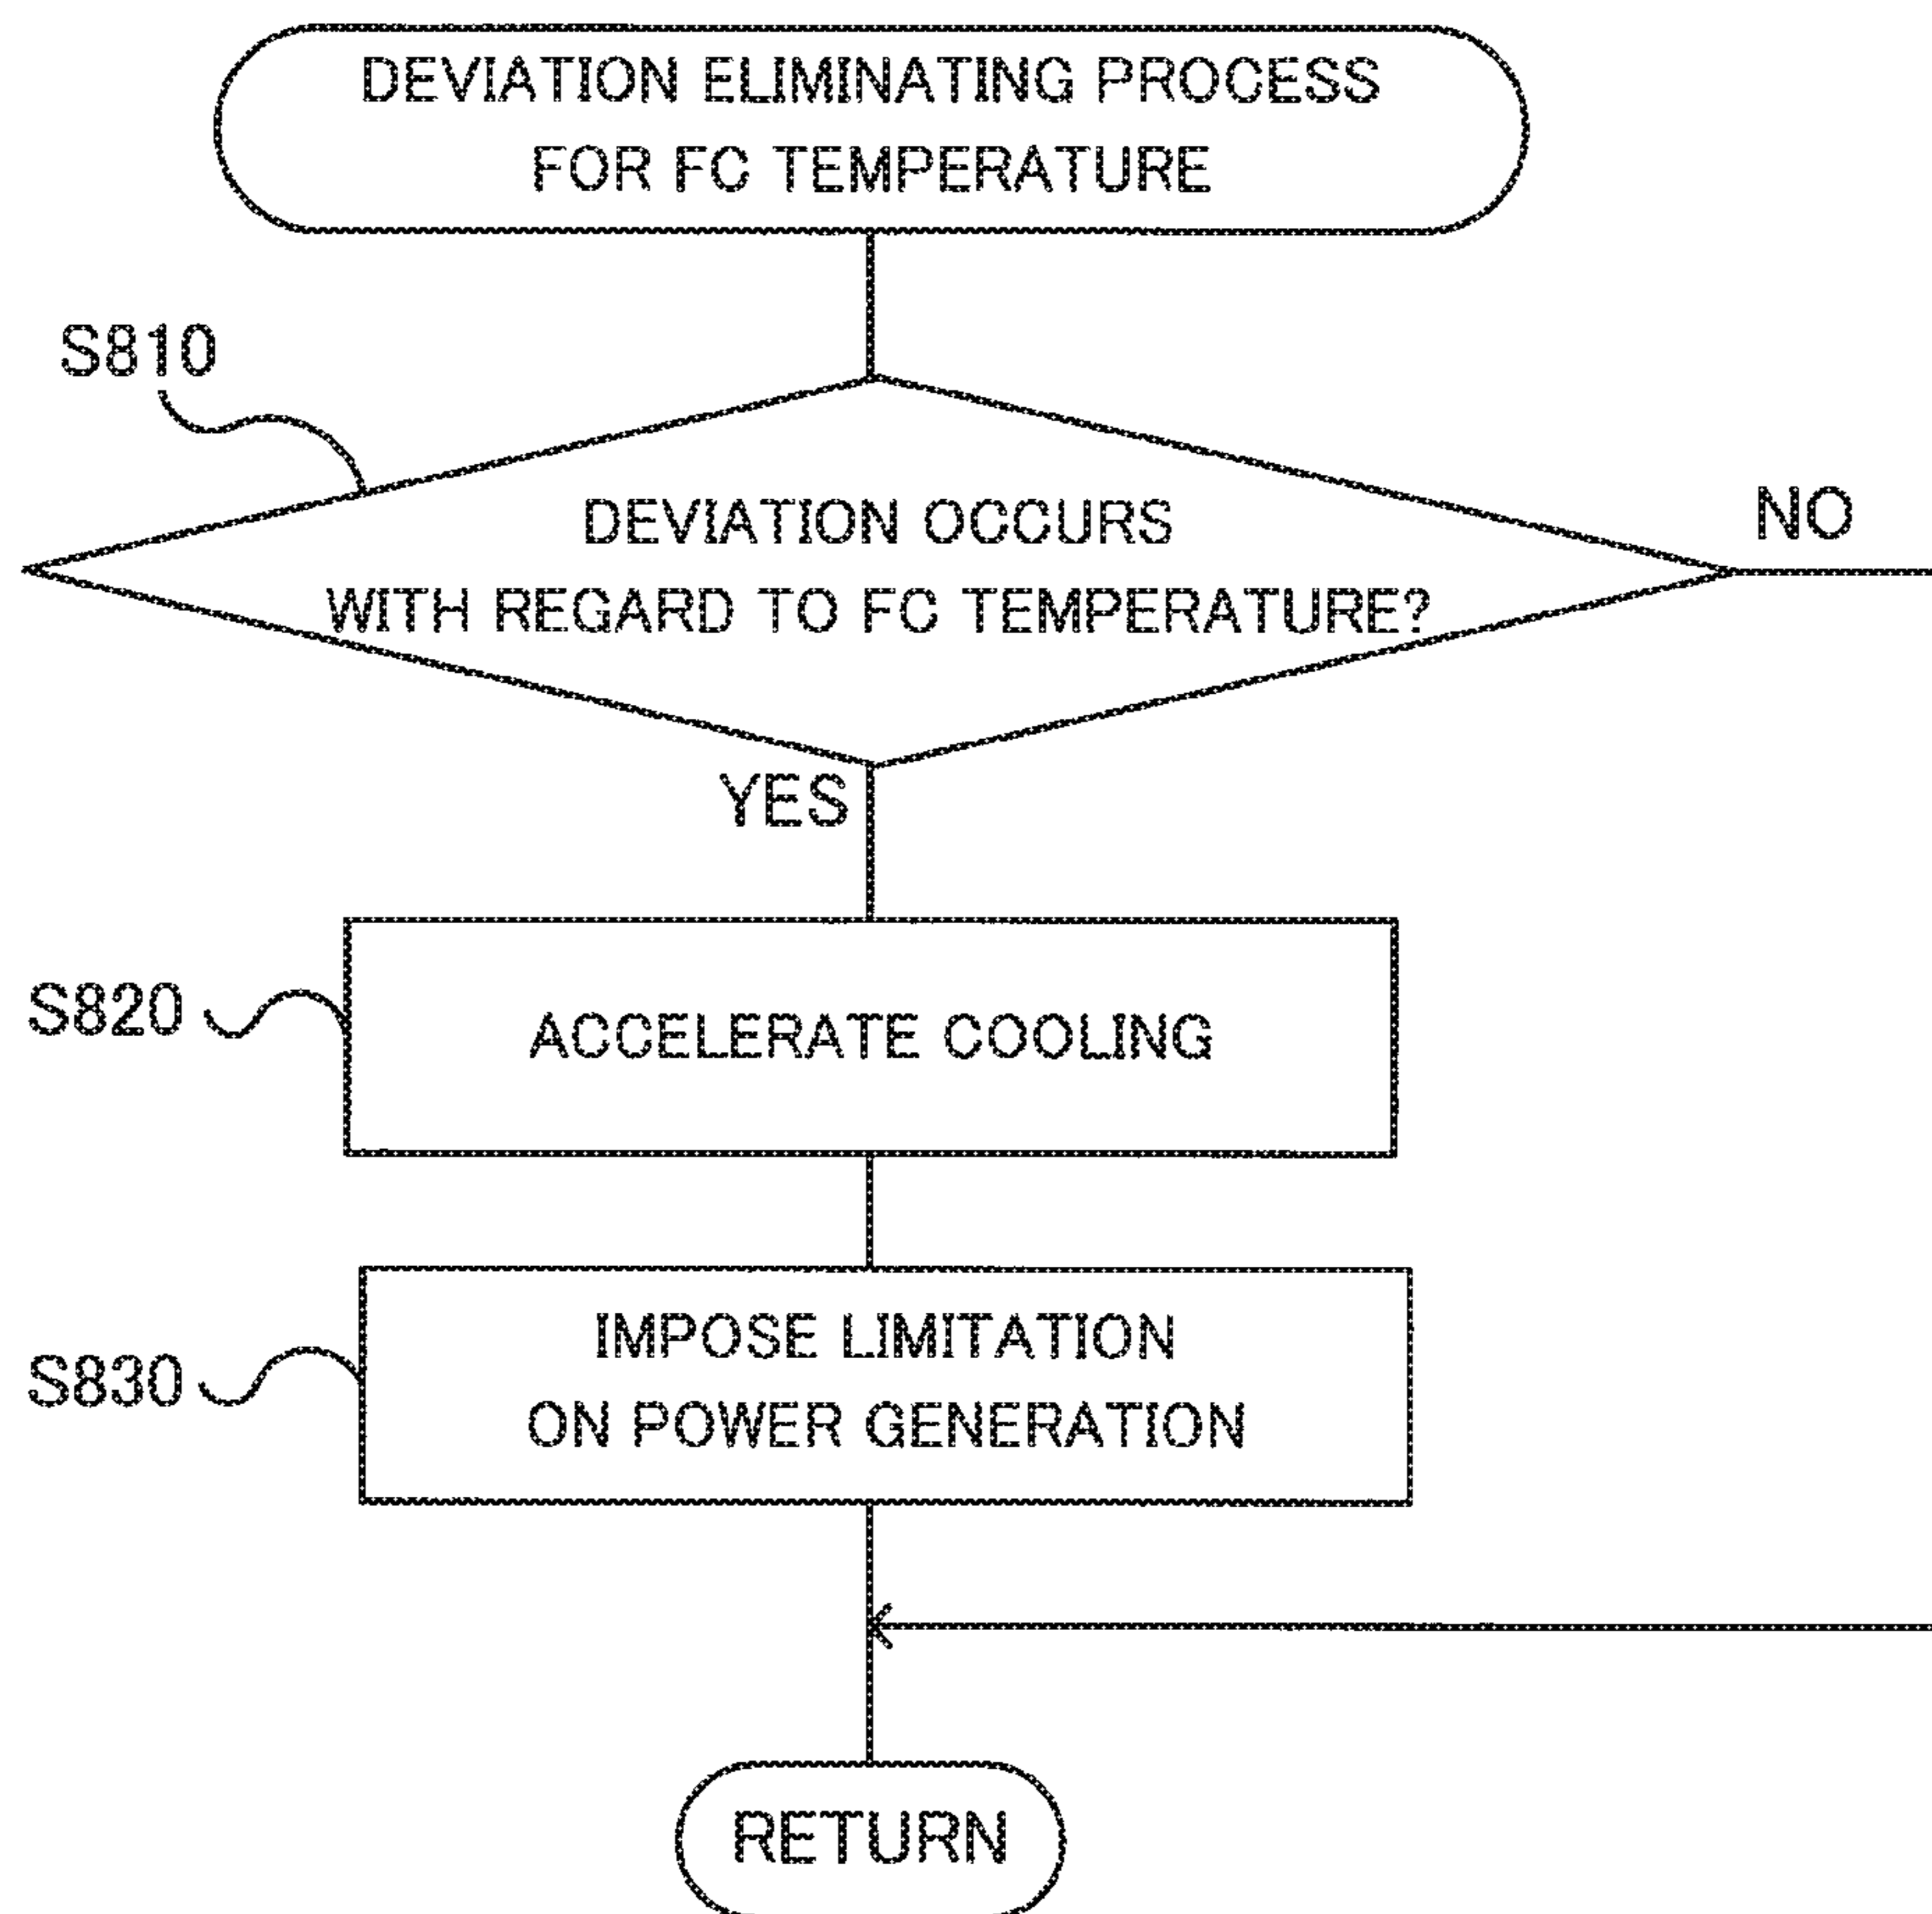 DEVIATION ELIMINATING PROCESS
FOR FC TEMPERATURE
S810
DEVIATION OCCURS
WITH REGARD TO FC TEMPERATURE?
NO
YES
S820
ACCELERATE COOLING
S830
IMPOSE LIMITATION
ON POWER GENERATION
RETURN